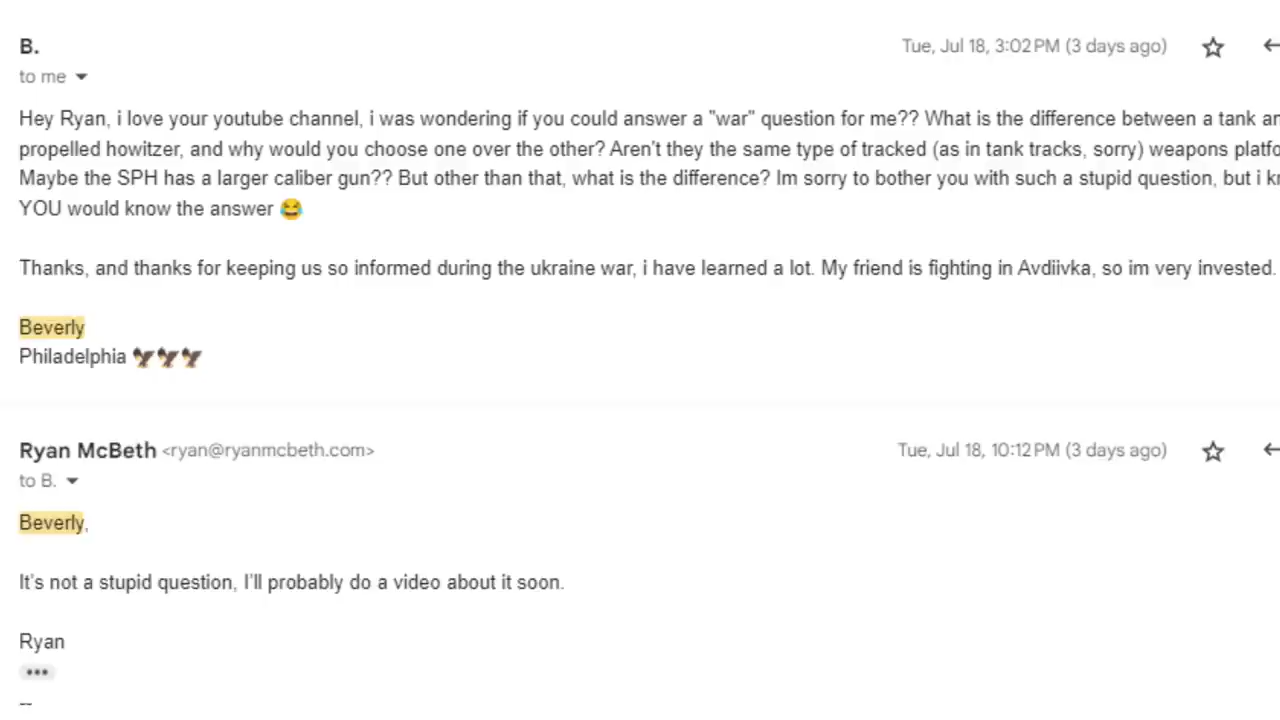 B.
Tue, Jul 18, 3:02 PM (3 days ago)
to me
Hey Ryan, i love your youtube channel, i was wondering if you could answer a "war" question for me?? What is the difference between a tank
propelled howitzer, and why would you choose one over the other? Aren't they the same type of tracked (as in tank tracks, sorry) weapons
Maybe the SPH has a larger caliber gun?? But other than that, what is the difference? Im sorry to bother you with such a stupid question, but i
YOU would know the answer 😂
Thanks, and thanks for keeping us so informed during the ukraine war, i have learned a lot. My friend is fighting in Avdiivka, so im very invested.
Beverly
Philadelphia 🦅🦅🦅
Ryan McBeth <ryan@ryanmcbeth.com>
Tue, Jul 18, 10:12 PM (3 days ago)
to B.
Beverly,
It's not a stupid question, I'll probably do a video about it soon.
Ryan
•••
--